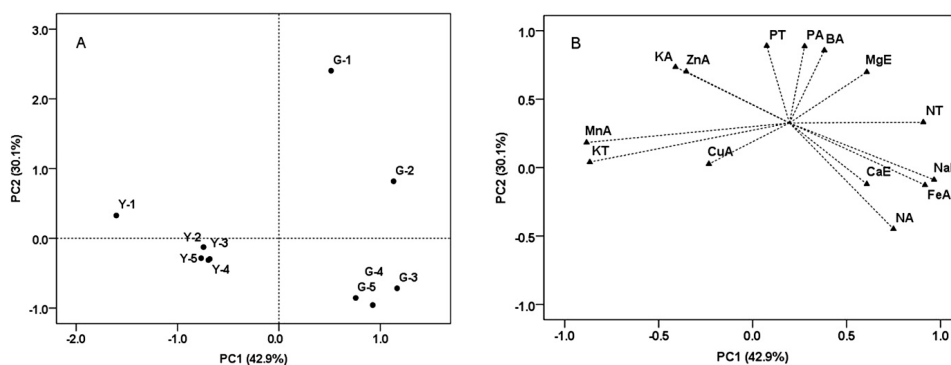 A
3.0
2.0
1.0
0.0
-1.0
PC2 (30.1%)
G-1
G-2
Y-1
Y-2
Y-3
Y-5
Y-4
G-4
G-3
G-5
-2.0
-1.0
0.0
1.0
PC1 (42.9%)
B
1.0
0.5
0.0
-0.5
-1.0
PC2 (30.1%)
PT
PA
BA
KA
ZnA
MgE
NT
MnA
KT
CuA
CaE
Na
FeA
NA
-1.0
-0.5
0.0
0.5
1.0
PC1 (42.9%)